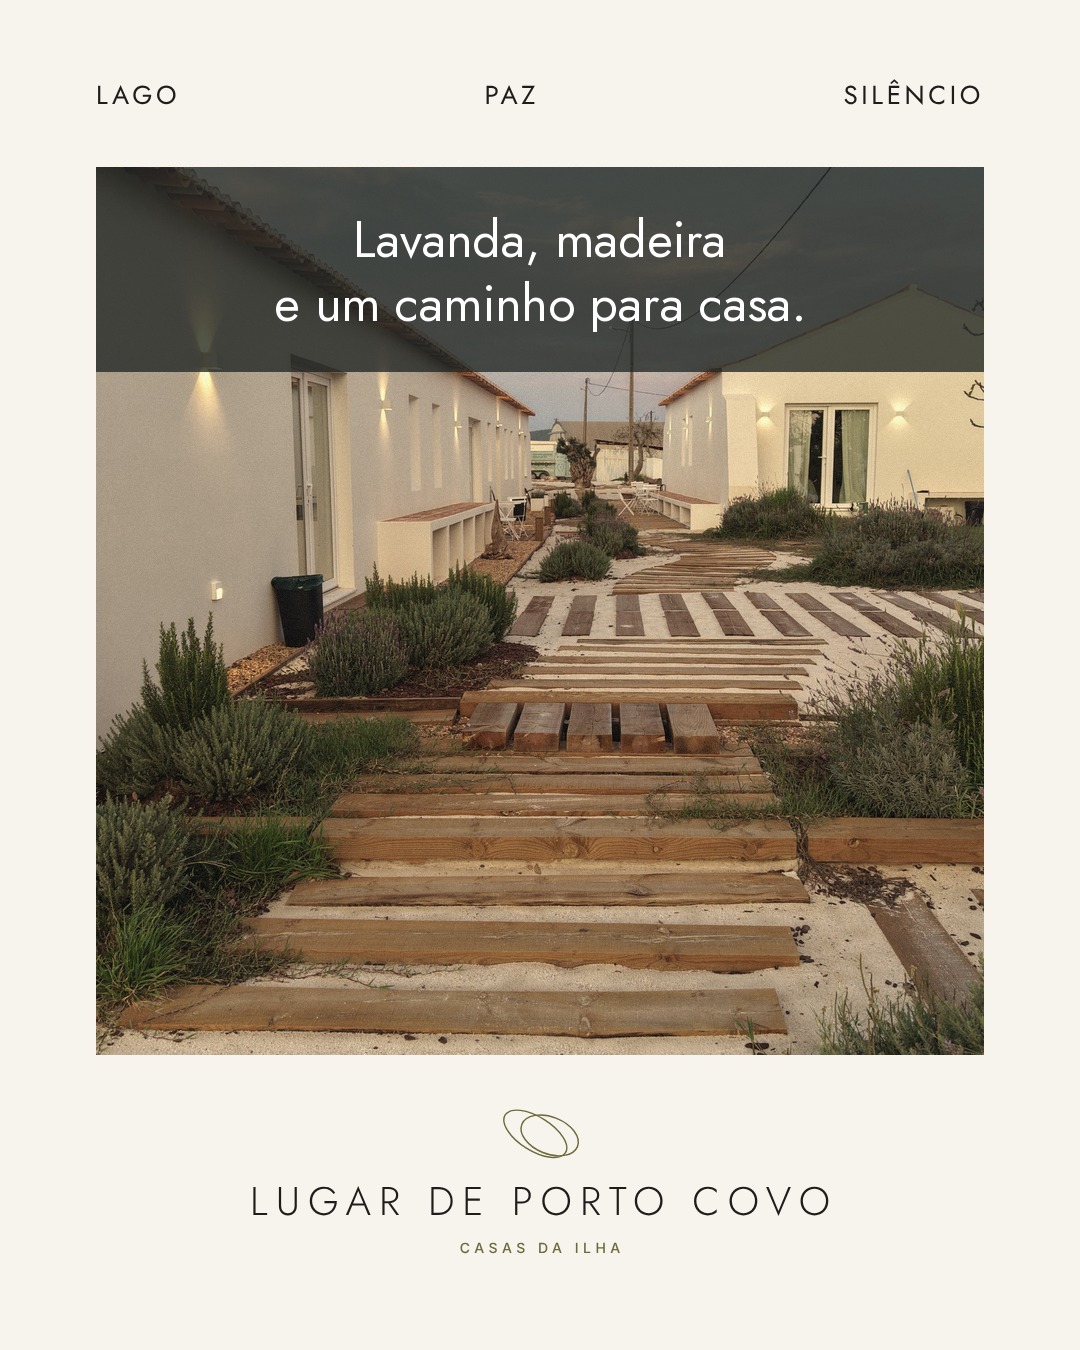 LAGO PAZ SILÊNCIO
Lavanda, madeira
e um caminho para casa.
LUGAR DE PORTO COVO
CASAS DA ILHA